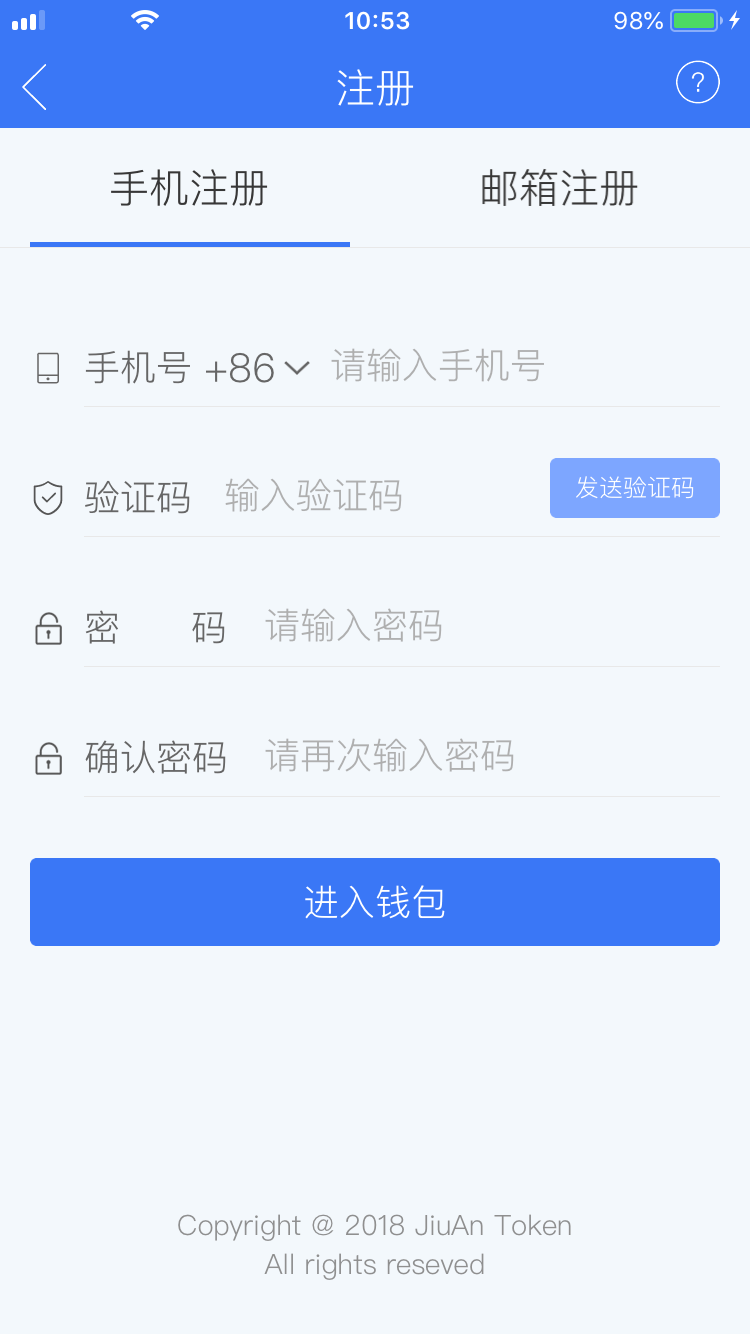 10:53
98%
注册
?
手机注册 邮箱注册
手机号 +86 请输入手机号
验证码 输入验证码 发送验证码
密 码 请输入密码
确认密码 请再次输入密码
进入钱包
Copyright @ 2018 JiuAn Token
All rights reseved